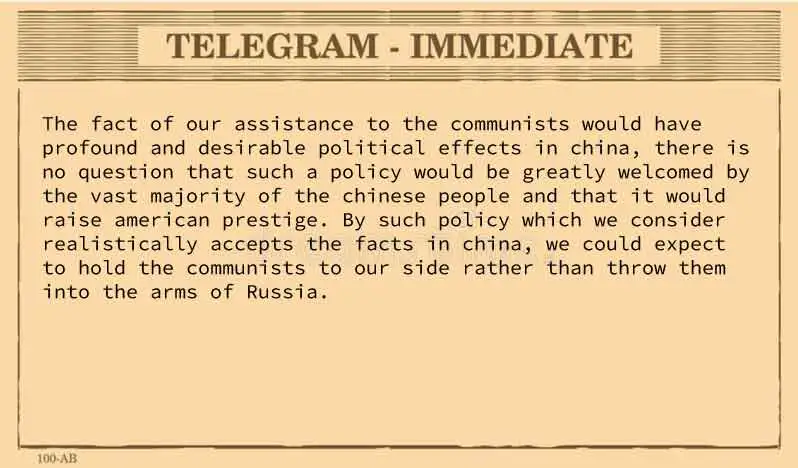 TELEGRAM - IMMEDIATE
The fact of our assistance to the communists would have
profound and desirable political effects in china, there is
no question that such a policy would be greatly welcomed by
the vast majority of the chinese people and that it would
raise american prestige. By such policy which we consider
realistically accepts the facts in china, we could expect
to hold the communists to our side rather than throw them
into the arms of Russia.
100-AB